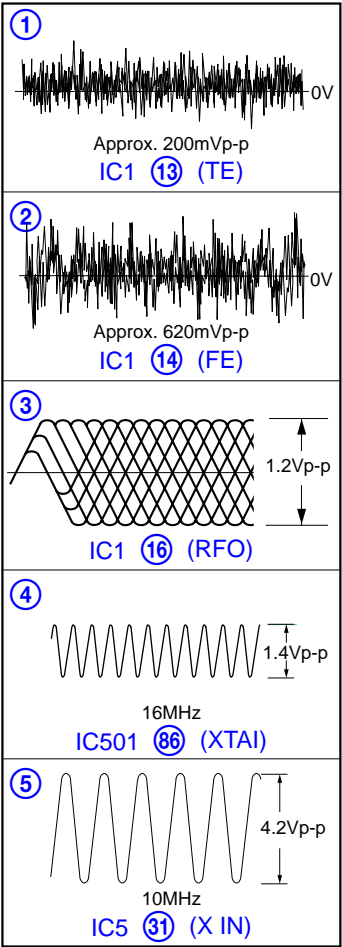 ①
0V
Approx. 200mVp-p
IC1 ⑬ (TE)
②
0V
Approx. 620mVp-p
IC1 ⑭ (FE)
③
1.2Vp-p
IC1 ⑯ (RFO)
④
1.4Vp-p
16MHz
IC501 86 (XTAI)
⑤
4.2Vp-p
10MHz
IC5 ㉛ (X IN)